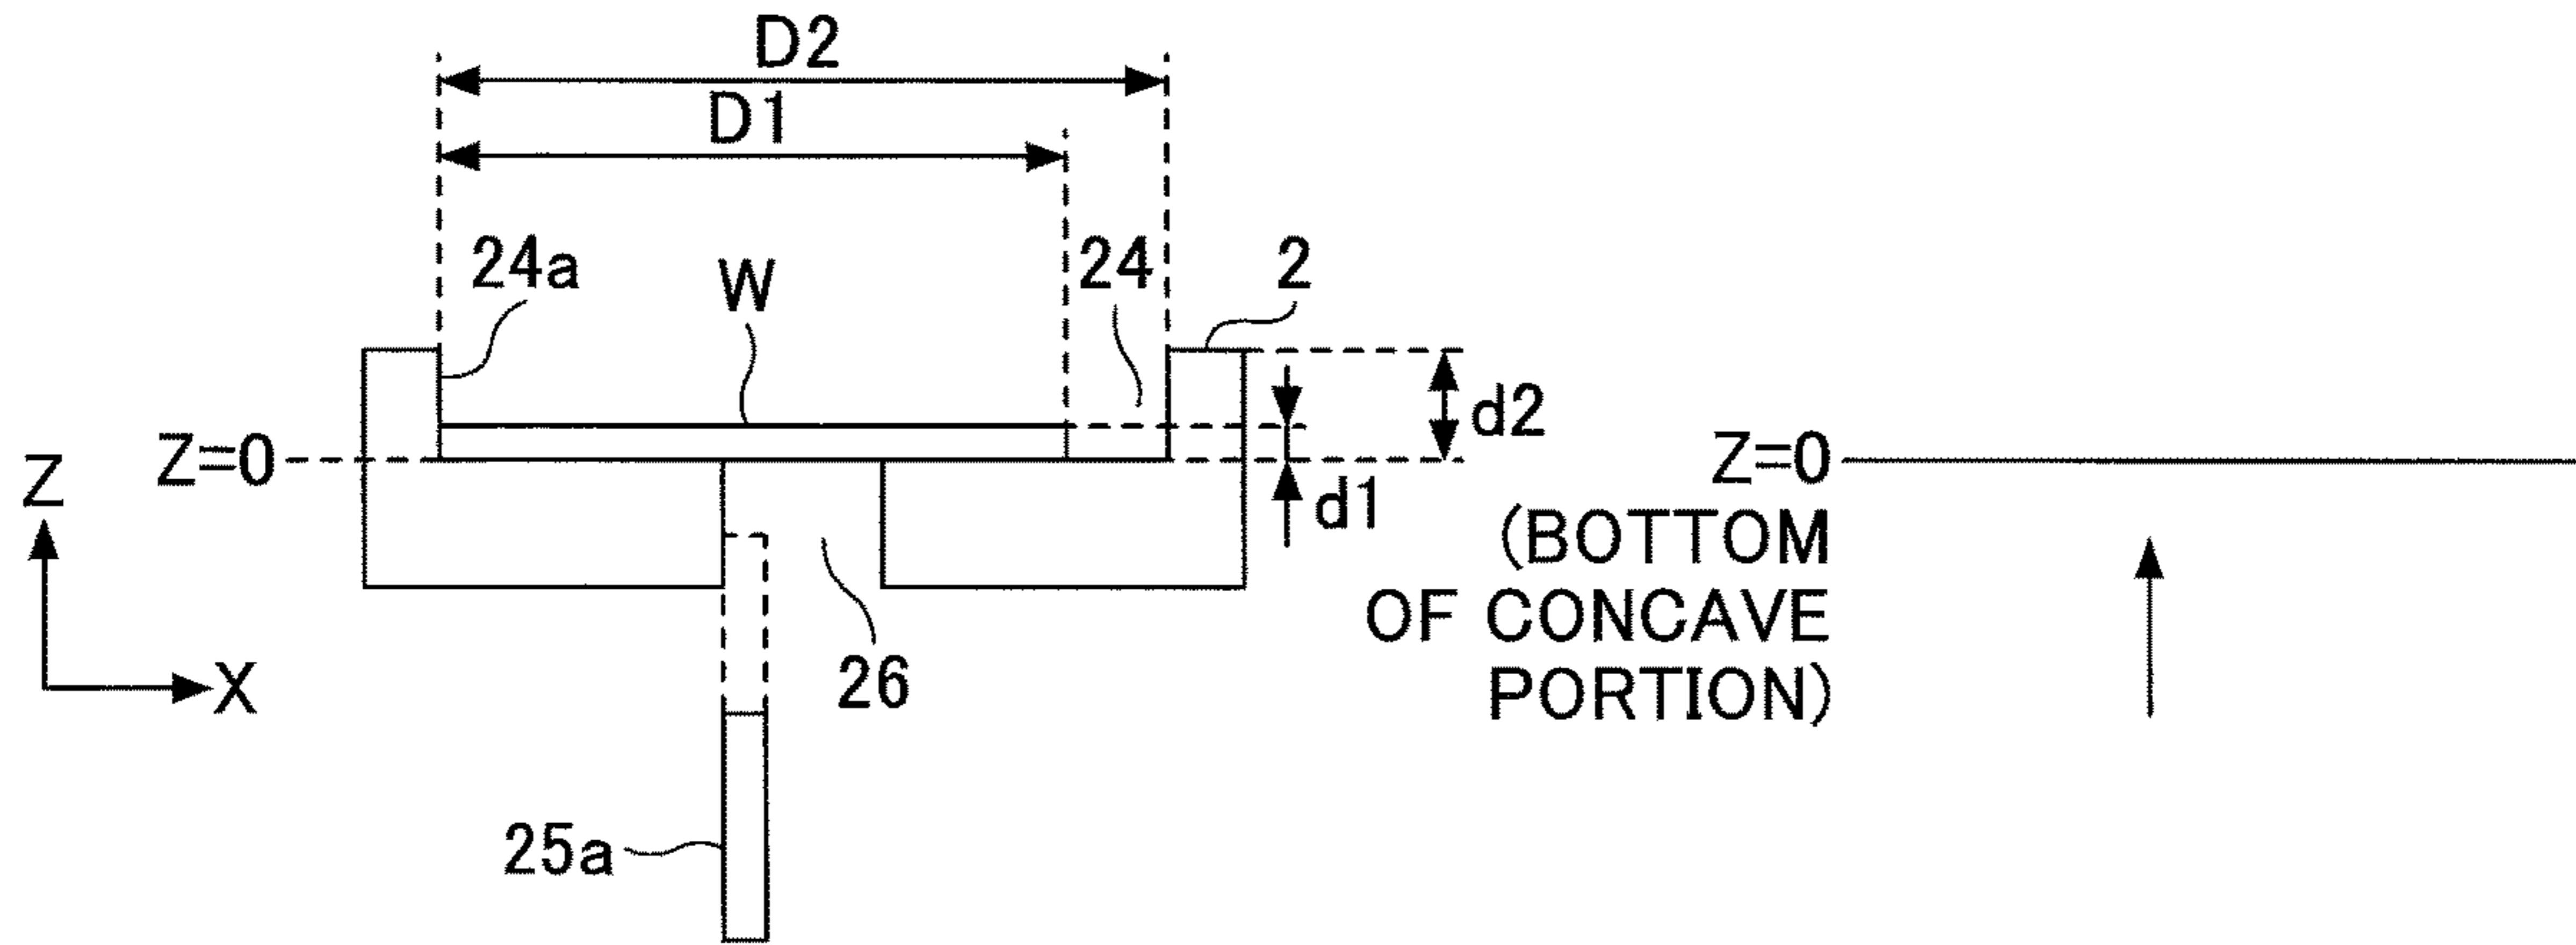 D2
D1
24a
W
24
2
d2
Z=0
d1
Z
X
26
25a
Z=0
(BOTTOM
OF CONCAVE
PORTION)